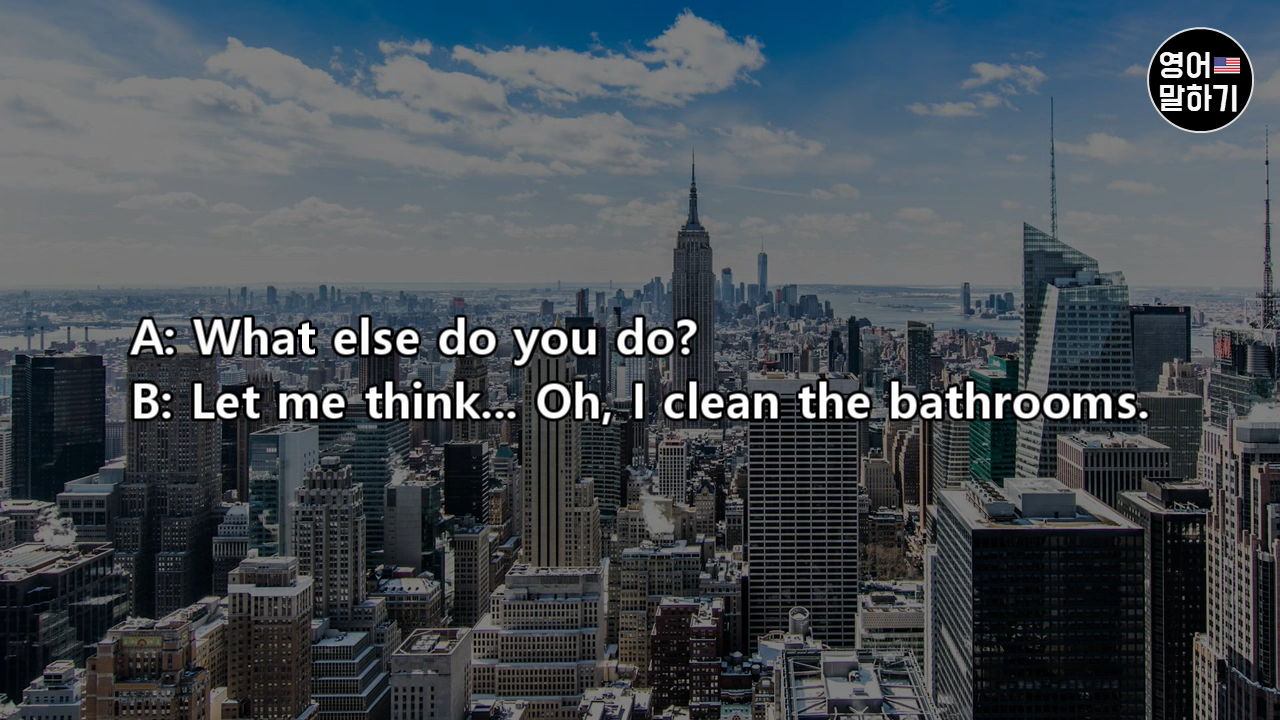 영어
말하기
A: What else do you do?
B: Let me think... Oh, I clean the bathrooms.